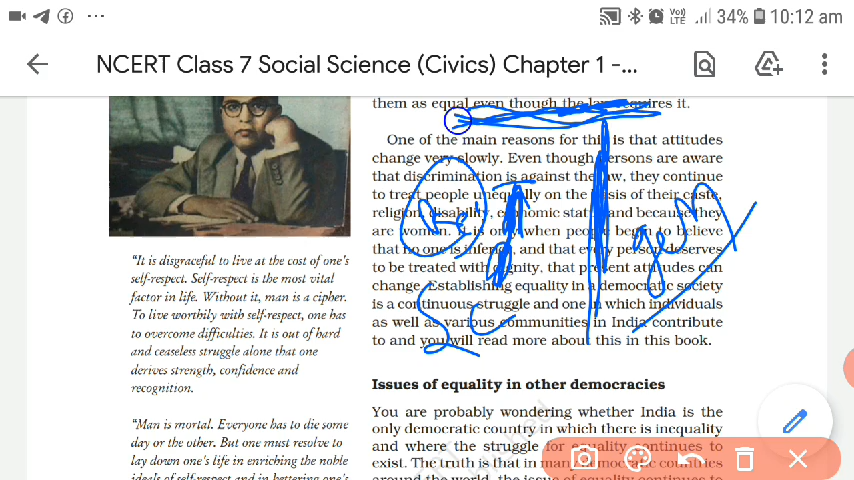 34% 10:12 am
NCERT Class 7 Social Science (Civics) Chapter 1 -...
them as equal even though the law requires it.
One of the main reasons for this is that attitudes
change very slowly. Even though persons are aware
that discrimination is against the law, they continue
to treat people unequally on the basis of their caste,
religion, disability, economic status and because they
are women. It is only when people begin to believe
that no one is inferior, and that every person deserves
to be treated with dignity, that present attitudes can
change. Establishing equality in a democratic society
is a continuous struggle and one in which individuals
as well as various communities in India contribute
to and you will read more about this in this book.
Issues of equality in other democracies
You are probably wondering whether India is the
only democratic country in which there is inequality
and where the struggle for equality continues to
exist. The truth is that in many democratic countries
around the world, the issue of equality continues to
"It is disgraceful to live at the cost of one's
self-respect. Self-respect is the most vital
factor in life. Without it, man is a cipher.
To live worthily with self-respect, one has
to overcome difficulties. It is out of hard
and ceaseless struggle alone that one
derives strength, confidence and
recognition.
"Man is mortal. Everyone has to die some
day or the other. But one must resolve to
lay down one's life in enriching the noble
ideals of self-respect and in bettering one's
SC
gen